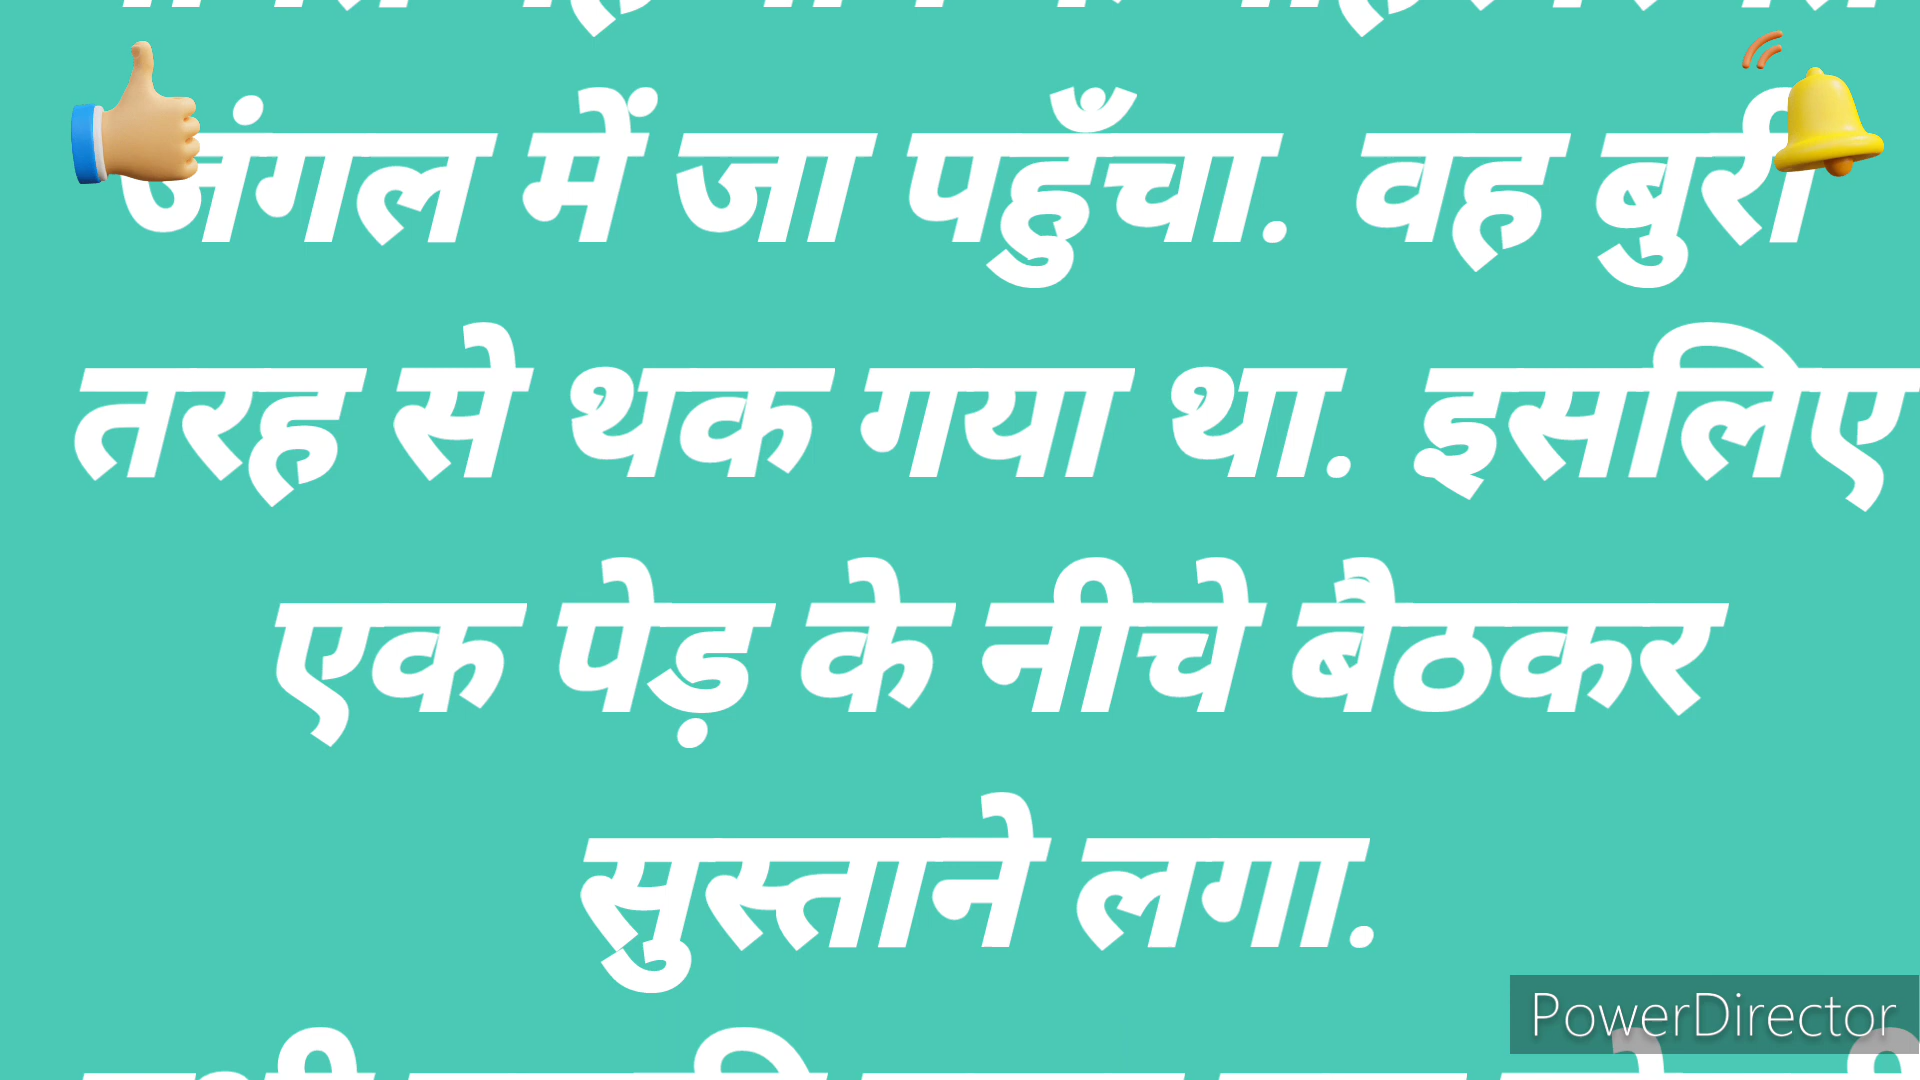 जंगल में जा पहुँचा. वह बुरी
तरह से थक गया था. इसलिए
एक पेड़ के नीचे बैठकर
सुस्ताने लगा.
PowerDirector